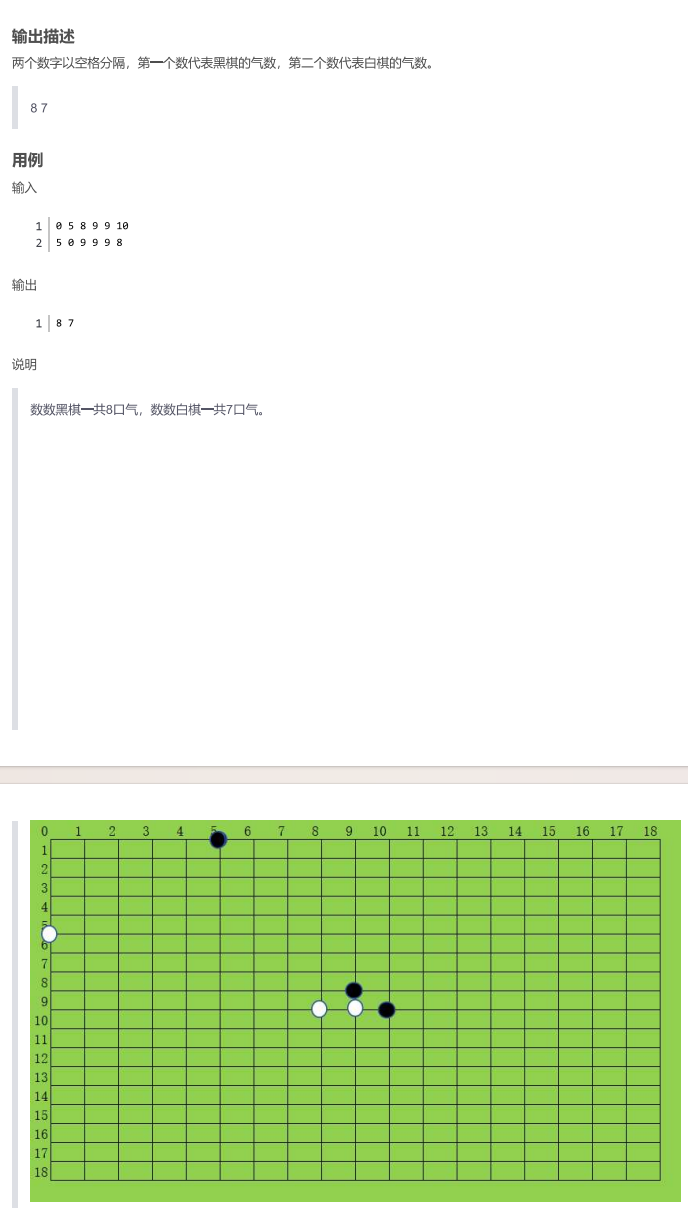 输出描述
两个数字以空格分隔，第一个数代表黑棋的气数，第二个数代表白棋的气数。
8 7
用例
输入
1 0 5 8 9 9 10
2 5 0 9 9 9 8
输出
1 8 7
说明
数数黑棋一共8口气，数数白棋一共7口气。
0 1 2 3 4 5 6 7 8 9 10 11 12 13 14 15 16 17 18
1
2
3
4
5
6
7
8
9
10
11
12
13
14
15
16
17
18